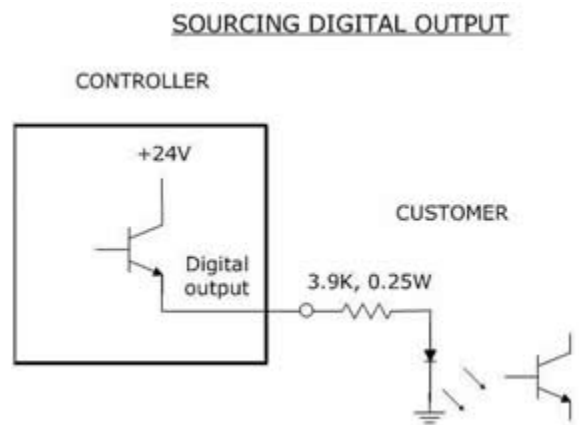 SOURCING DIGITAL OUTPUT
CONTROLLER
+24V
CUSTOMER
Digital
output
3.9K, 0.25W